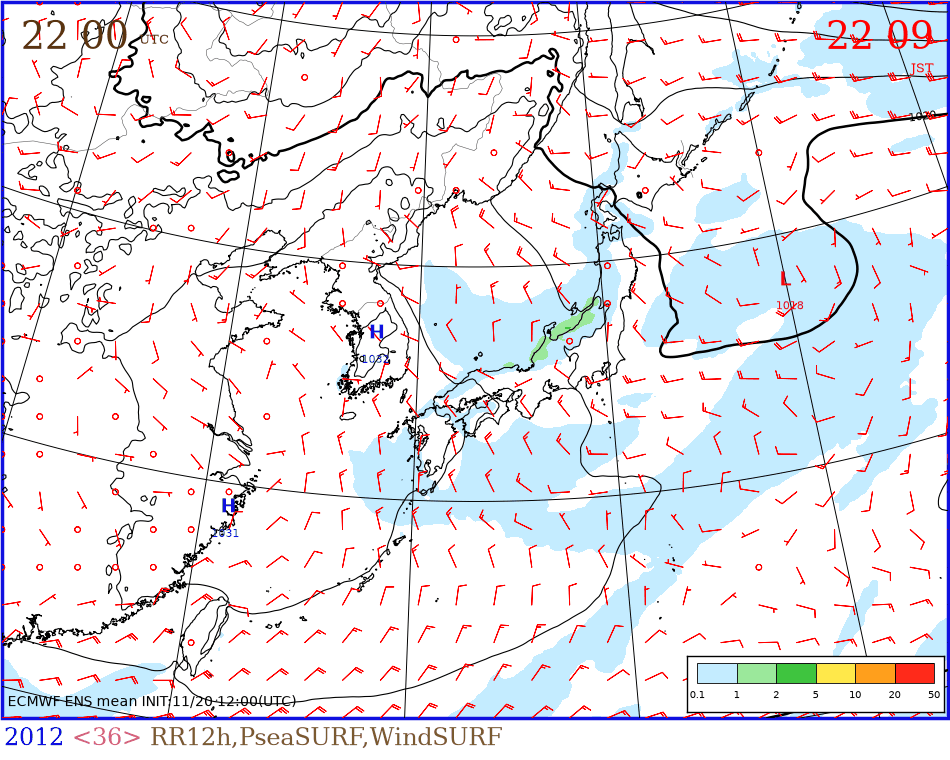 22 00 UTC
22 09
JST
1020
L
1018
H
1032
H
1031
0.1 1 2 5 10 20 50
ECMWF ENS mean INIT:11/20 12:00(UTC)
2012 <36> RR12h,PseaSURF,WindSURF